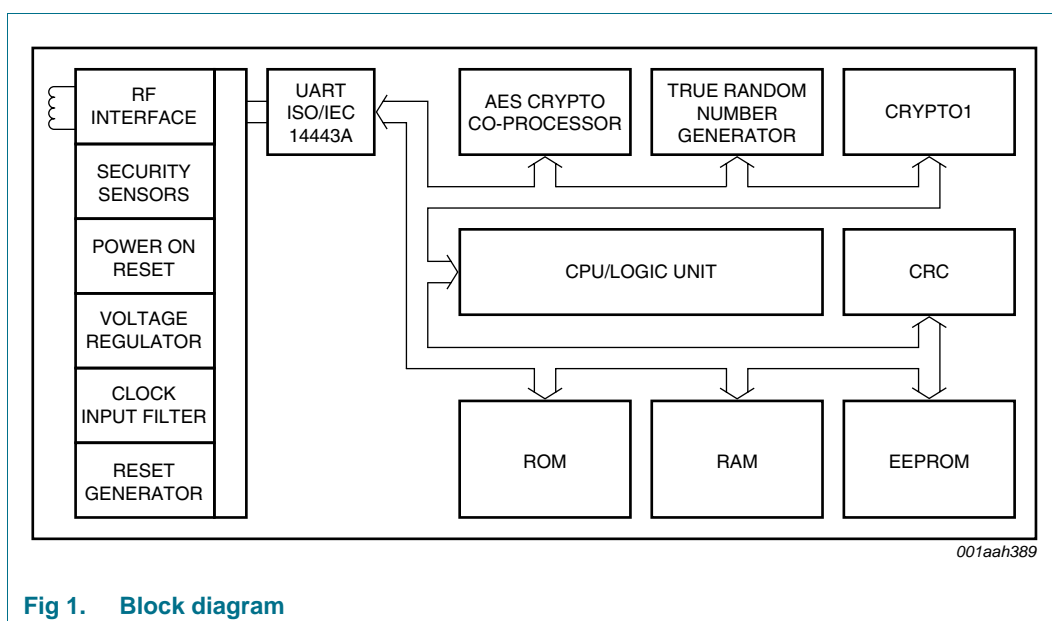 RF
INTERFACE
SECURITY
SENSORS
POWER ON
RESET
VOLTAGE
REGULATOR
CLOCK
INPUT FILTER
RESET
GENERATOR
UART
ISO/IEC
14443A
AES CRYPTO
CO-PROCESSOR
TRUE RANDOM
NUMBER
GENERATOR
CRYPTO1
CPU/LOGIC UNIT
CRC
ROM
RAM
EEPROM
001aah389
Fig 1. Block diagram